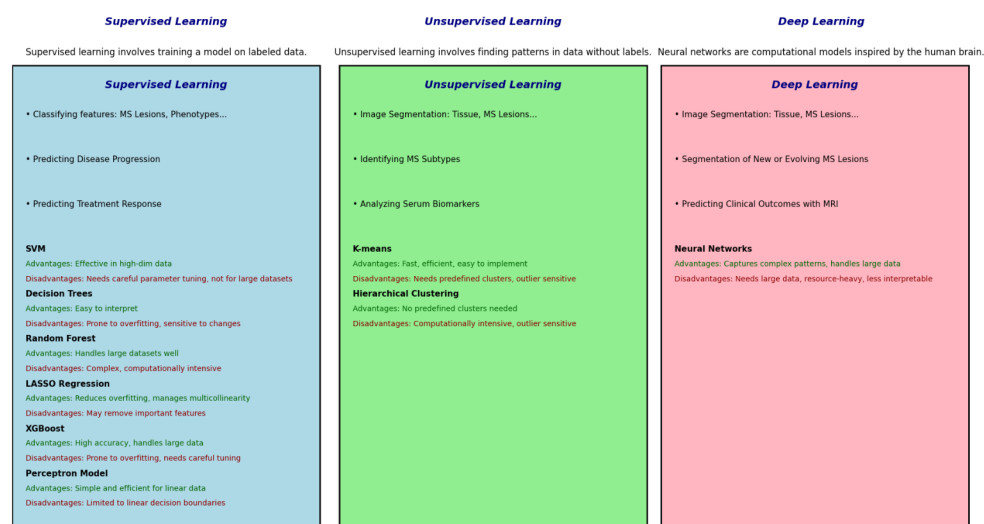 Supervised Learning
Supervised learning involves training a model on labeled data.
Supervised Learning
• Classifying features: MS Lesions, Phenotypes...
• Predicting Disease Progression
• Predicting Treatment Response
SVM
Advantages: Effective in high-dim data
Disadvantages: Needs careful parameter tuning, not for large datasets
Decision Trees
Advantages: Easy to interpret
Disadvantages: Prone to overfitting, sensitive to changes
Random Forest
Advantages: Handles large datasets well
Disadvantages: Complex, computationally intensive
LASSO Regression
Advantages: Reduces overfitting, manages multicollinearity
Disadvantages: May remove important features
XGBoost
Advantages: High accuracy, handles large data
Disadvantages: Prone to overfitting, needs careful tuning
Perceptron Model
Advantages: Simple and efficient for linear data
Disadvantages: Limited to linear decision boundaries
Unsupervised Learning
Unsupervised learning involves finding patterns in data without labels.
Unsupervised Learning
• Image Segmentation: Tissue, MS Lesions...
• Identifying MS Subtypes
• Analyzing Serum Biomarkers
K-means
Advantages: Fast, efficient, easy to implement
Disadvantages: Needs predefined clusters, outlier sensitive
Hierarchical Clustering
Advantages: No predefined clusters needed
Disadvantages: Computationally intensive, outlier sensitive
Deep Learning
Neural networks are computational models inspired by the human brain.
Deep Learning
• Image Segmentation: Tissue, MS Lesions...
• Segmentation of New or Evolving MS Lesions
• Predicting Clinical Outcomes with MRI
Neural Networks
Advantages: Captures complex patterns, handles large data
Disadvantages: Needs large data, resource-heavy, less interpretable